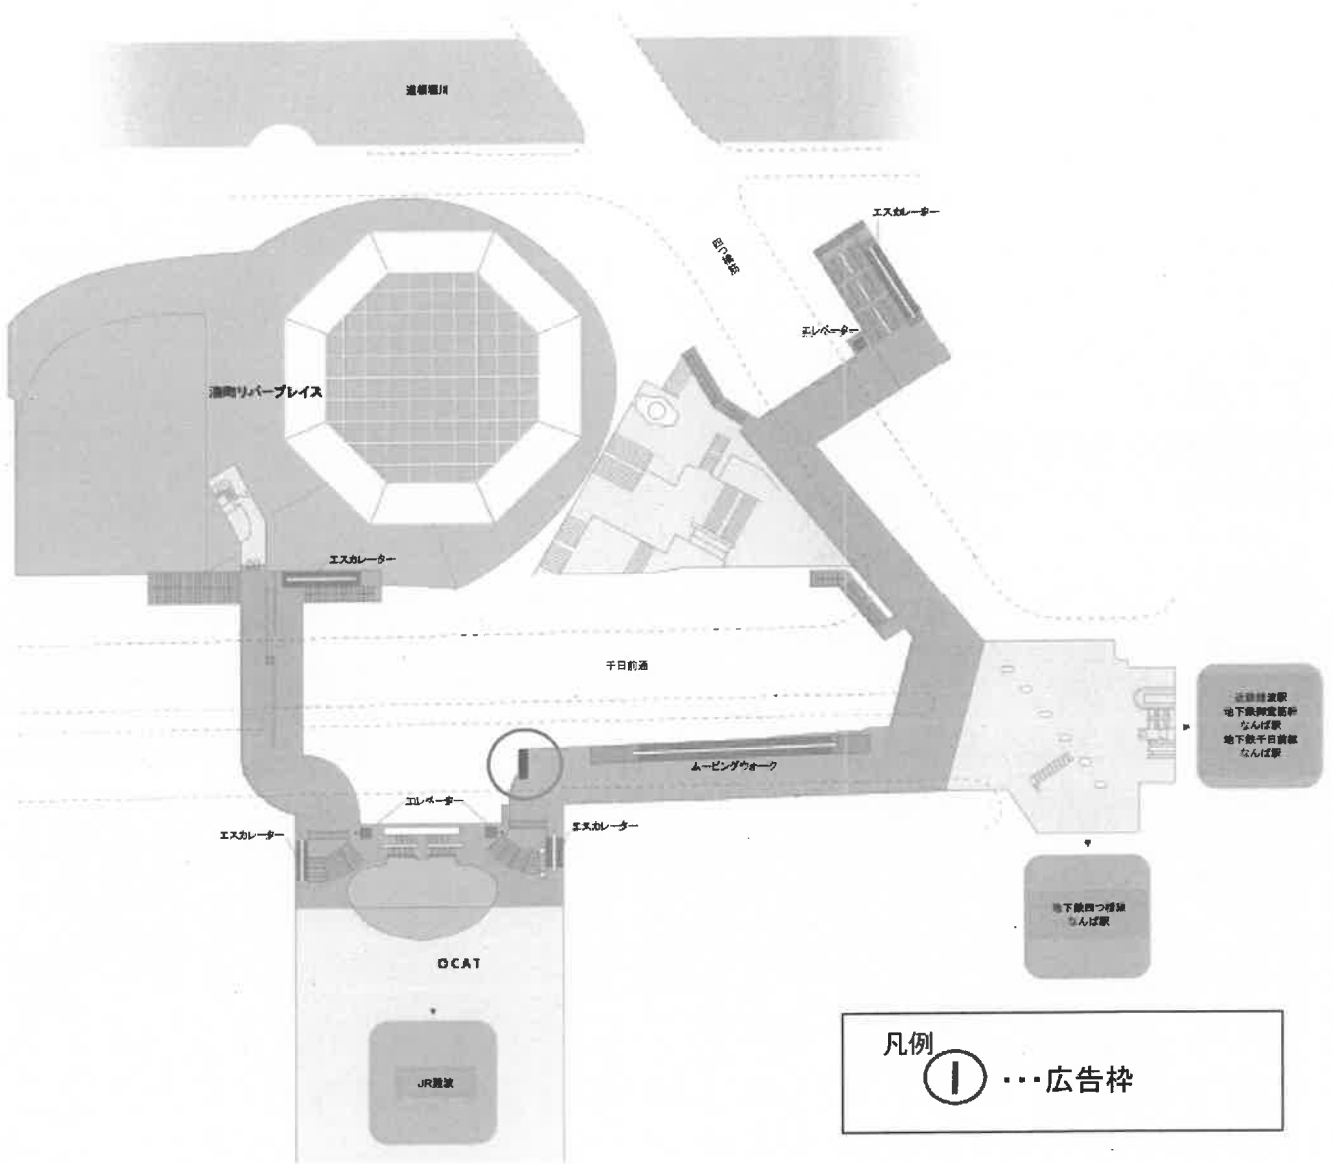 道頓堀川
エスカレーター
四つ橋筋
エレベーター
湊町リバープレイス
エスカレーター
千日前通
近鉄難波駅
地下鉄御堂筋線
なんば駅
地下鉄千日前線
なんば駅
ムービングウォーク
エレベーター
エスカレーター
エスカレーター
地下鉄四つ橋線
なんば駅
OCAT
JR難波
凡例
…広告枠